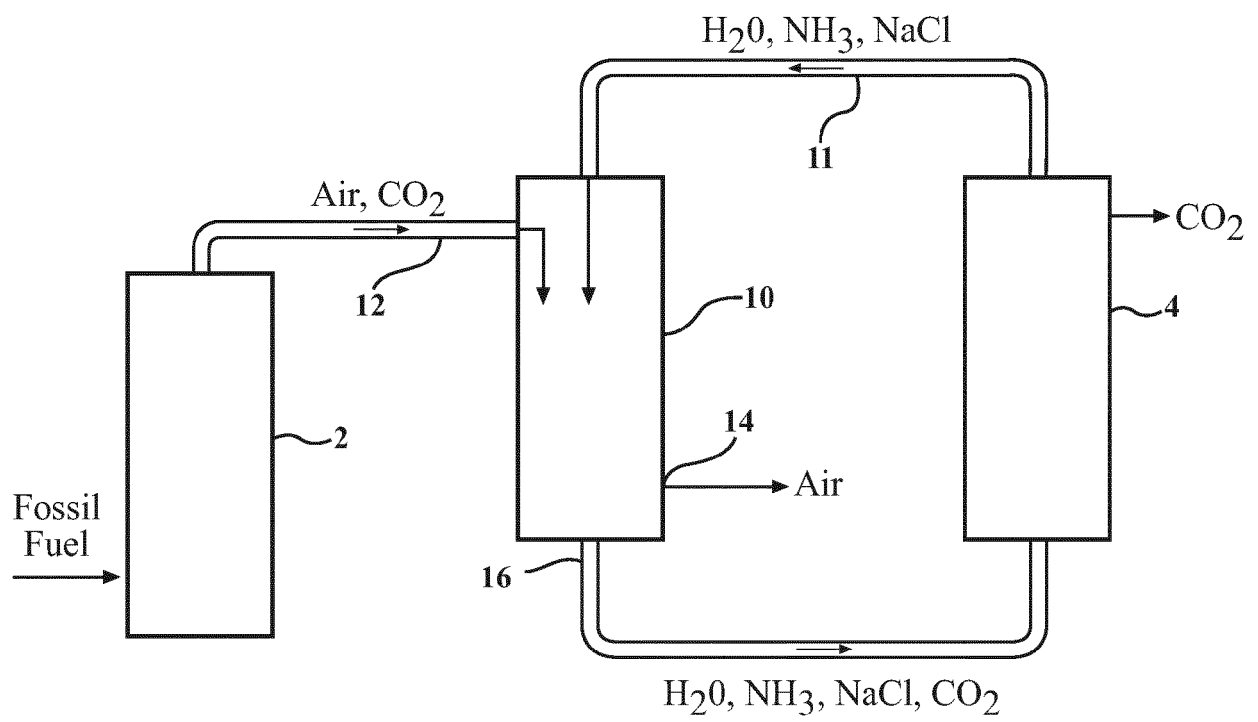 H₂0, NH₃, NaCl
11
Air, CO₂
12
CO₂
10
4
2
14
Air
Fossil
Fuel
16
H₂0, NH₃, NaCl, CO₂